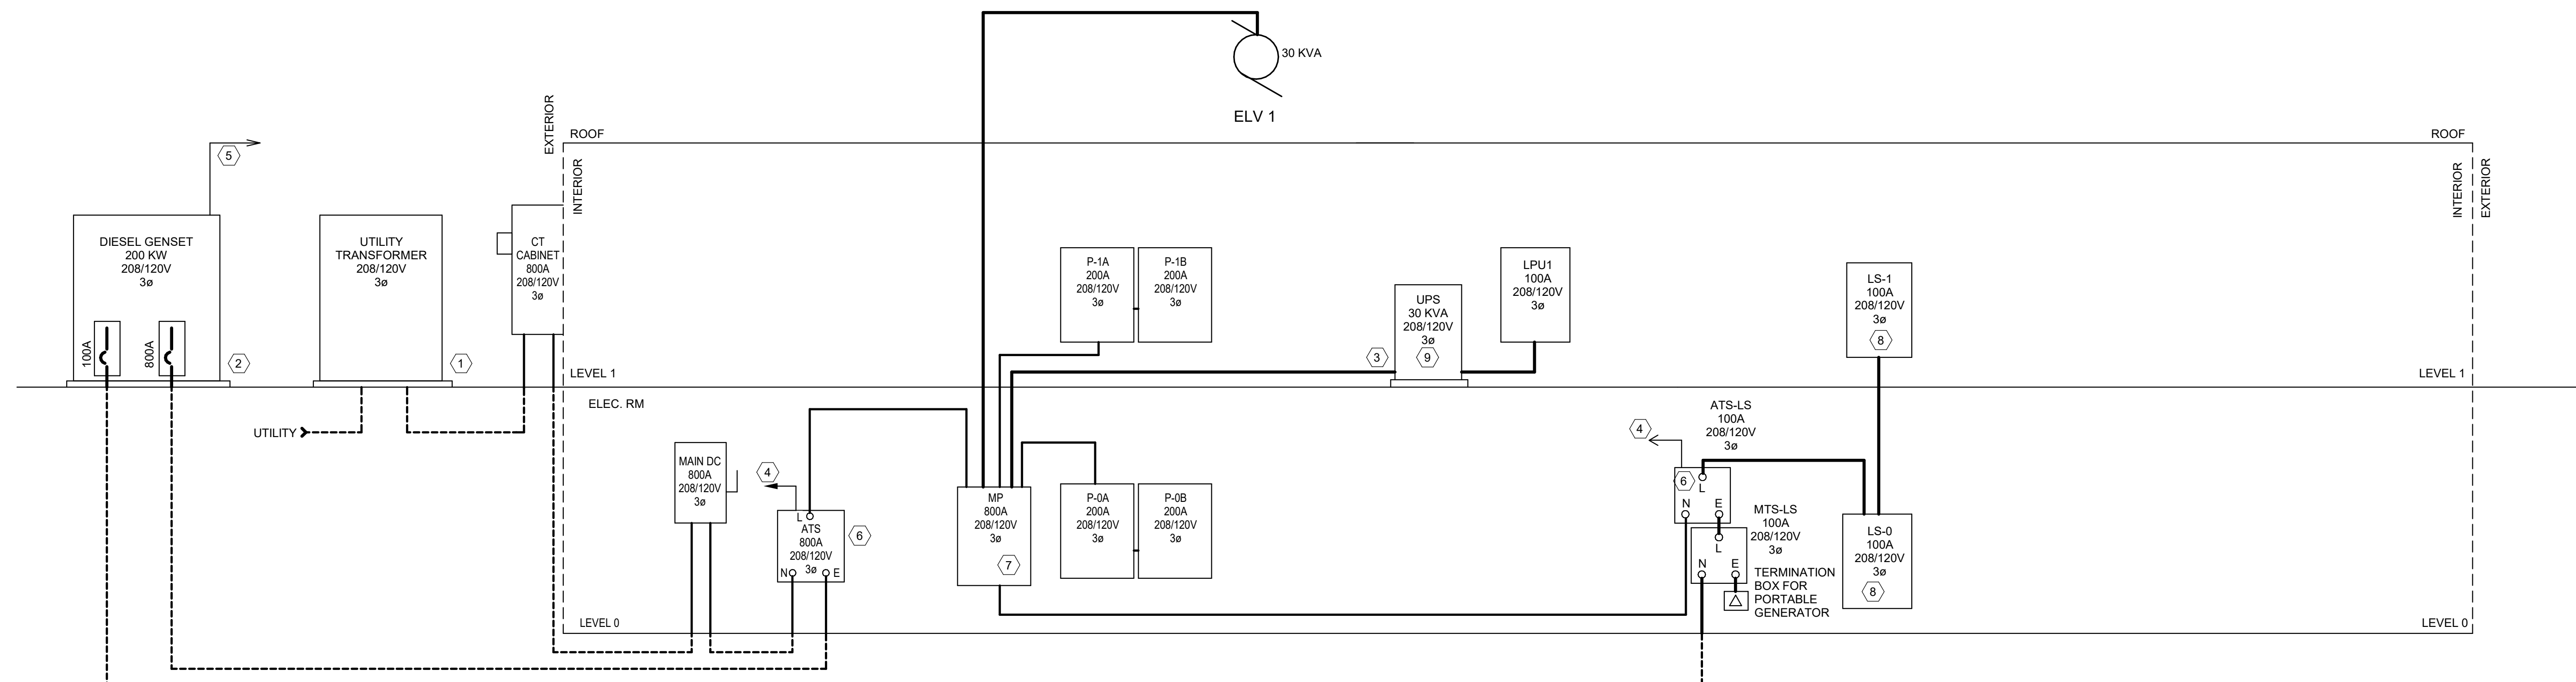 30 KVA
ELV 1
EXTERIOR
ROOF
ROOF
5
INTERIOR
INTERIOR
EXTERIOR
DIESEL GENSET
200 KW
208/120V
3ø
100A
800A
2
UTILITY
TRANSFORMER
208/120V
3ø
1
CT
CABINET
800A
208/120V
3ø
P-1A
200A
208/120V
3ø
P-1B
200A
208/120V
3ø
3
UPS
30 KVA
208/120V
3ø
9
LPU1
100A
208/120V
3ø
LS-1
100A
208/120V
3ø
8
LEVEL 1
LEVEL 1
ELEC. RM
UTILITY
MAIN DC
800A
208/120V
3ø
4
L
ATS
800A
208/120V
3ø
N
E
6
MP
800A
208/120V
3ø
7
P-0A
200A
208/120V
3ø
P-0B
200A
208/120V
3ø
4
ATS-LS
100A
208/120V
3ø
6
L
N
E
MTS-LS
100A
208/120V
3ø
L
N
E
TERMINATION
BOX FOR
PORTABLE
GENERATOR
LS-0
100A
208/120V
3ø
8
LEVEL 0
LEVEL 0